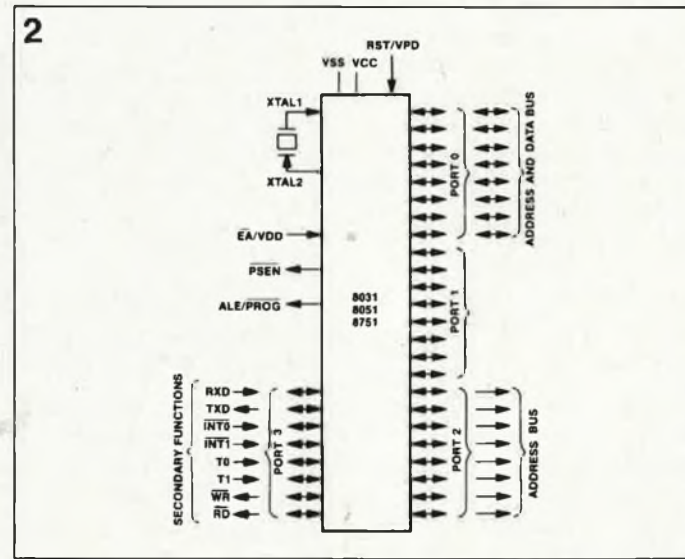 2
RST/VPD
VSS VCC
XTAL1
XTAL2
EA/VDD
PSEN
ALE/PROG
8031
8051
8751
PORT 0
ADDRESS AND DATA BUS
PORT 1
PORT 2
ADDRESS BUS
SECONDARY FUNCTIONS
RXD
TXD
INT0
INT1
T0
T1
WR
RD
PORT 3